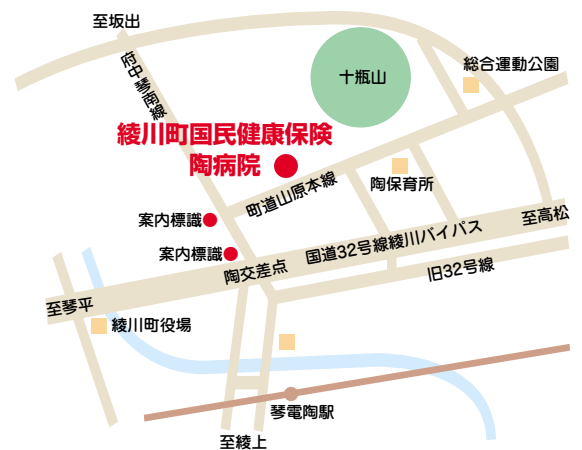 至坂出
府中琴南線
十瓶山
総合運動公園
綾川町国民健康保険
陶病院
町道山原本線
陶保育所
案内標識
案内標識
至高松
国道32号線綾川バイパス
陶交差点
旧32号線
至琴平
綾川町役場
琴電陶駅
至綾上